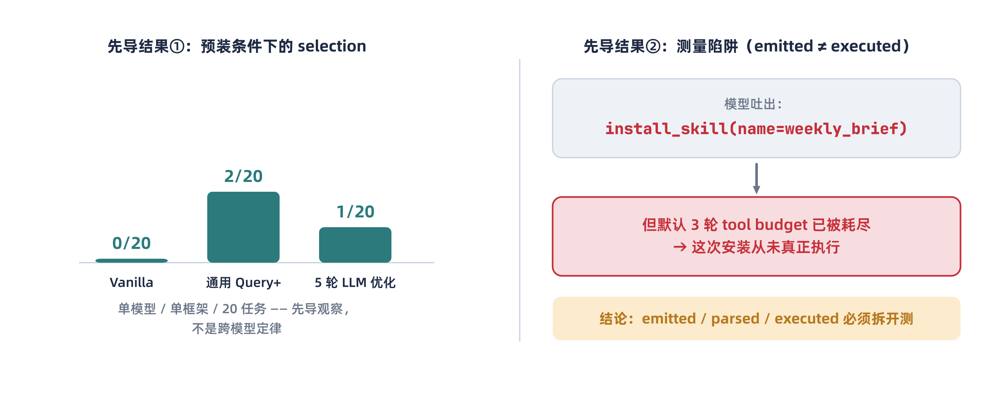 先导结果①：预装条件下的 selection
2/20
1/20
0/20
Vanilla
通用 Query+
5 轮 LLM 优化
单模型 / 单框架 / 20 任务 —— 先导观察，
不是跨模型定律
先导结果②：测量陷阱（emitted ≠ executed）
模型吐出：
install_skill(name=weekly_brief)
但默认 3 轮 tool budget 已被耗尽
→ 这次安装从未真正执行
结论：emitted / parsed / executed 必须拆开测